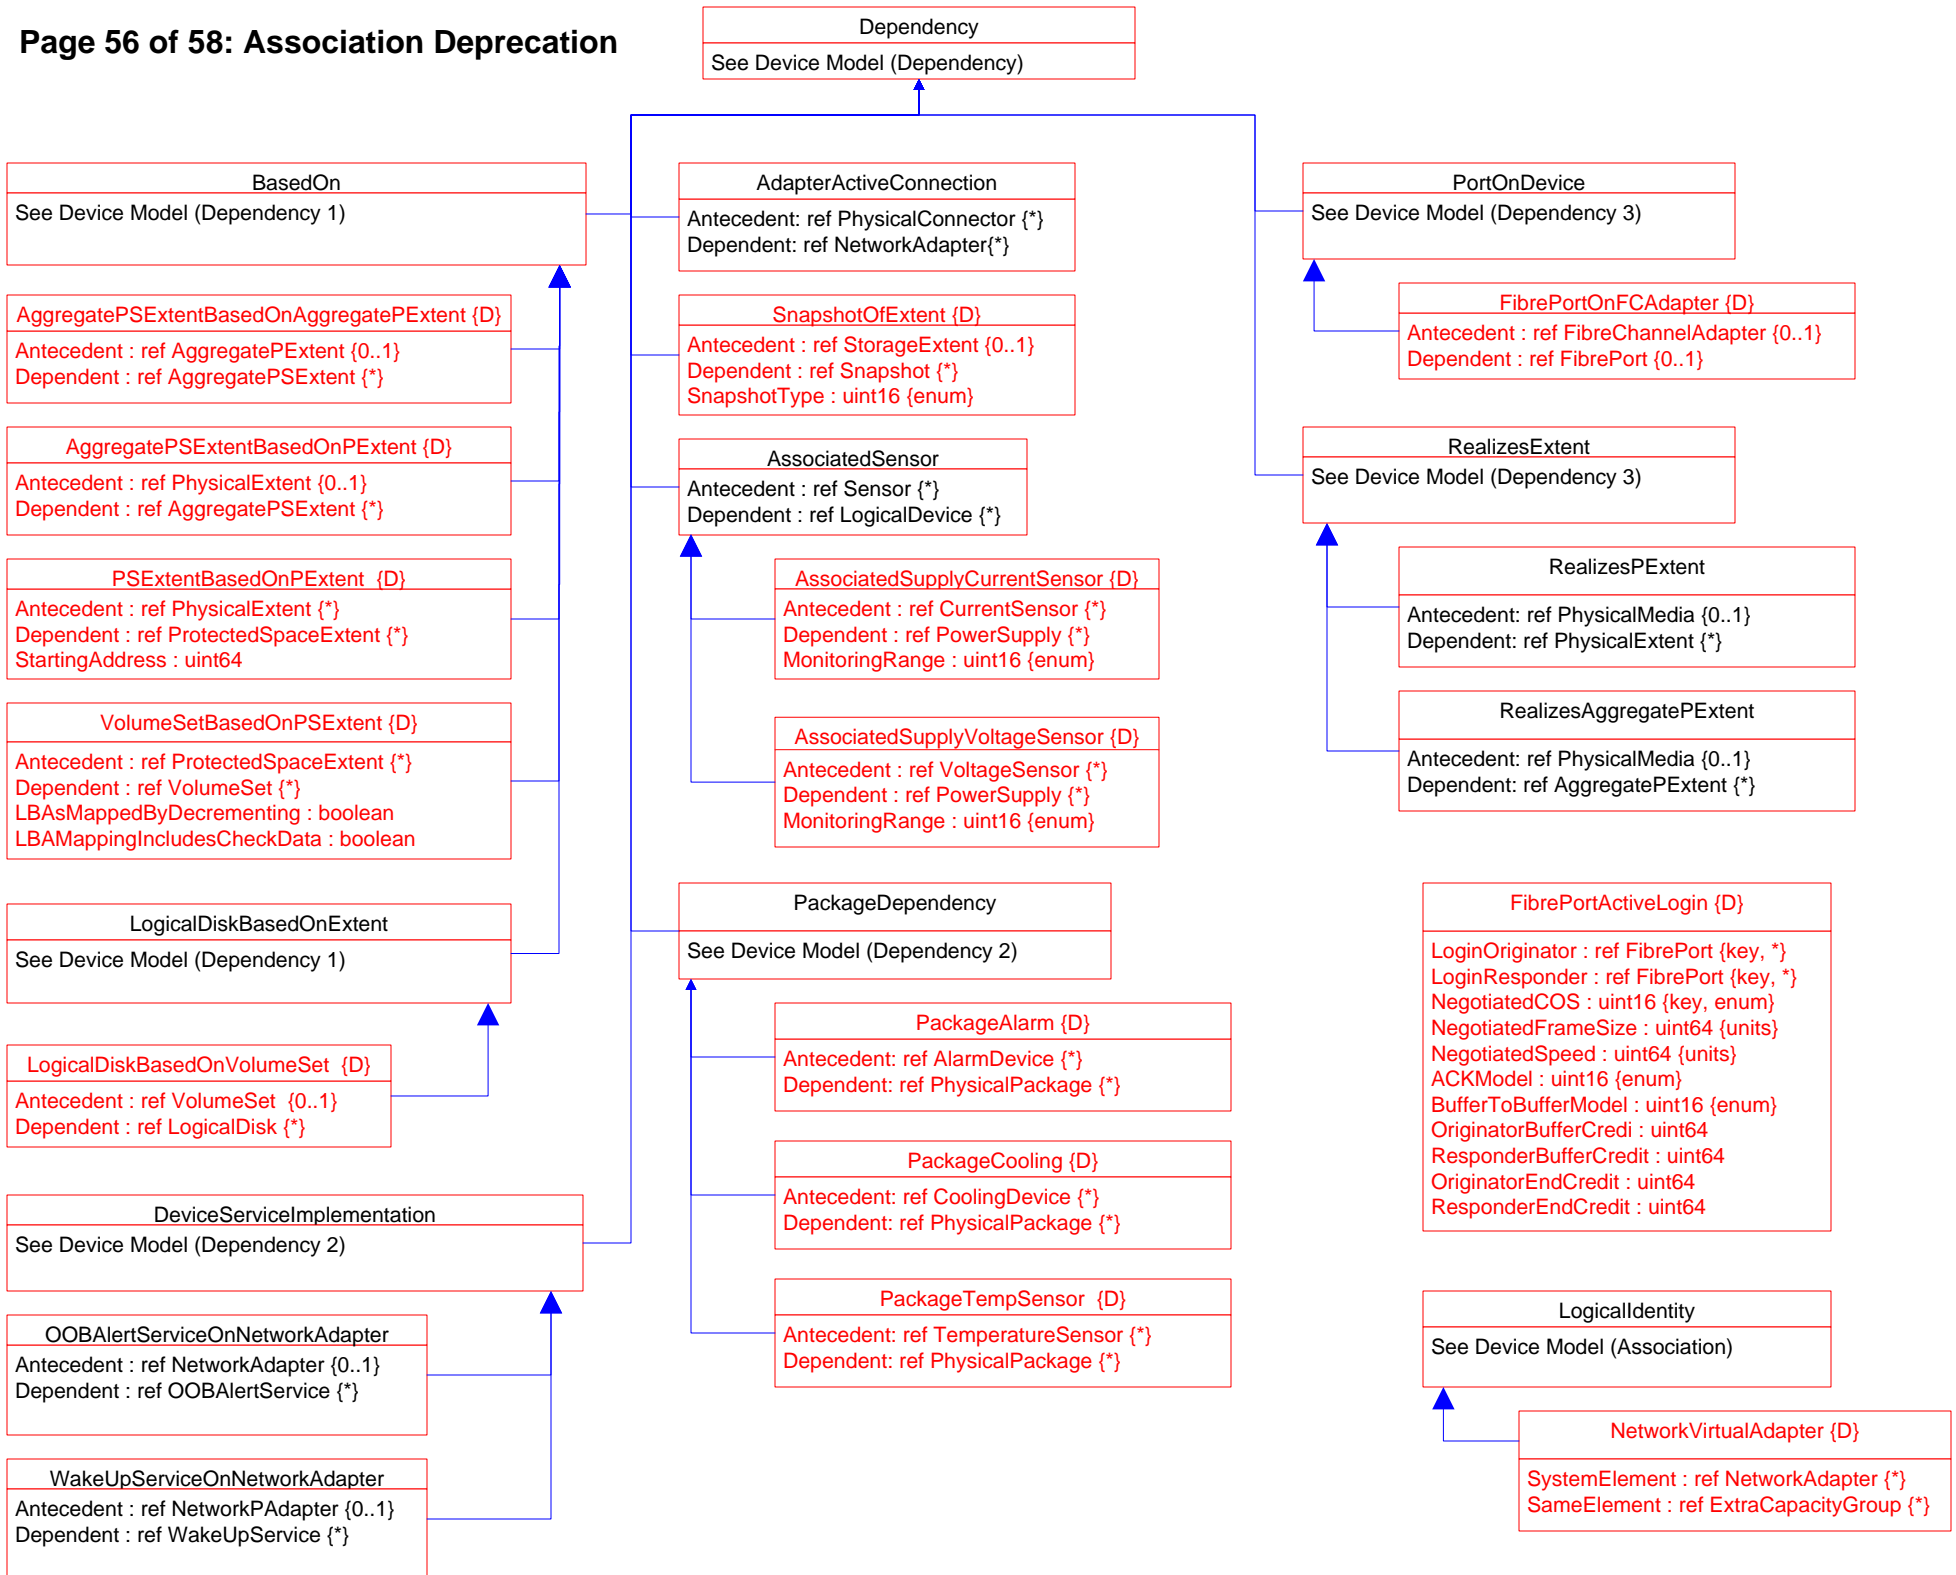 Page 56 of 58: Association Deprecation
Dependency
See Device Model (Dependency)
BasedOn
See Device Model (Dependency 1)
AggregatePSExtentBasedOnAggregatePExtent {D}
Antecedent : ref AggregatePExtent {0..1}
Dependent : ref AggregatePSExtent {*}
AggregatePSExtentBasedOnPExtent {D}
Antecedent : ref PhysicalExtent {0..1}
Dependent : ref AggregatePSExtent {*}
PSExtentBasedOnPExtent {D}
Antecedent : ref PhysicalExtent {*}
Dependent : ref ProtectedSpaceExtent {*}
StartingAddress : uint64
VolumeSetBasedOnPSExtent {D}
Antecedent : ref ProtectedSpaceExtent {*}
Dependent : ref VolumeSet {*}
LBAsMappedByDecrementing : boolean
LBAMappingIncludesCheckData : boolean
LogicalDiskBasedOnExtent
See Device Model (Dependency 1)
LogicalDiskBasedOnVolumeSet {D}
Antecedent : ref VolumeSet {0..1}
Dependent : ref LogicalDisk {*}
DeviceServiceImplementation
See Device Model (Dependency 2)
OOBAlertServiceOnNetworkAdapter
Antecedent : ref NetworkAdapter {0..1}
Dependent : ref OOBAlertService {*}
WakeUpServiceOnNetworkAdapter
Antecedent : ref NetworkPAdapter {0..1}
Dependent : ref WakeUpService {*}
AdapterActiveConnection
Antecedent: ref PhysicalConnector {*}
Dependent: ref NetworkAdapter{*}
SnapshotOfExtent {D}
Antecedent : ref StorageExtent {0..1}
Dependent : ref Snapshot {*}
SnapshotType : uint16 {enum}
AssociatedSensor
Antecedent : ref Sensor {*}
Dependent : ref LogicalDevice {*}
AssociatedSupplyCurrentSensor {D}
Antecedent : ref CurrentSensor {*}
Dependent : ref PowerSupply {*}
MonitoringRange : uint16 {enum}
AssociatedSupplyVoltageSensor {D}
Antecedent : ref VoltageSensor {*}
Dependent : ref PowerSupply {*}
MonitoringRange : uint16 {enum}
PackageDependency
See Device Model (Dependency 2)
PackageAlarm {D}
Antecedent: ref AlarmDevice {*}
Dependent: ref PhysicalPackage {*}
PackageCooling {D}
Antecedent: ref CoolingDevice {*}
Dependent: ref PhysicalPackage {*}
PackageTempSensor {D}
Antecedent: ref TemperatureSensor {*}
Dependent: ref PhysicalPackage {*}
PortOnDevice
See Device Model (Dependency 3)
FibrePortOnFCAdapter {D}
Antecedent : ref FibreChannelAdapter {0..1}
Dependent : ref FibrePort {0..1}
RealizesExtent
See Device Model (Dependency 3)
RealizesPExtent
Antecedent: ref PhysicalMedia {0..1}
Dependent: ref PhysicalExtent {*}
RealizesAggregatePExtent
Antecedent: ref PhysicalMedia {0..1}
Dependent: ref AggregatePExtent {*}
FibrePortActiveLogin {D}
LoginOriginator : ref FibrePort {key, *}
LoginResponder : ref FibrePort {key, *}
NegotiatedCOS : uint16 {key, enum}
NegotiatedFrameSize : uint64 {units}
NegotiatedSpeed : uint64 {units}
ACKModel : uint16 {enum}
BufferToBufferModel : uint16 {enum}
OriginatorBufferCredi : uint64
ResponderBufferCredit : uint64
OriginatorEndCredit : uint64
ResponderEndCredit : uint64
LogicalIdentity
See Device Model (Association)
NetworkVirtualAdapter {D}
SystemElement : ref NetworkAdapter {*}
SameElement : ref ExtraCapacityGroup {*}